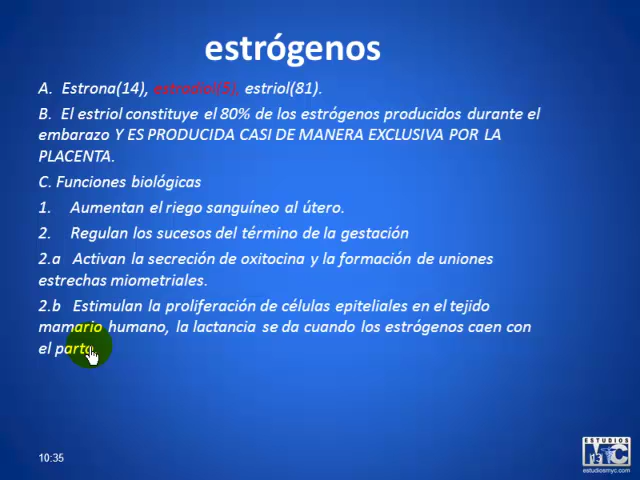 estrógenos
A. Estrona(14), estradiol(5), estriol(81).
B. El estriol constituye el 80% de los estrógenos producidos durante el
embarazo Y ES PRODUCIDA CASI DE MANERA EXCLUSIVA POR LA
PLACENTA.
C. Funciones biológicas
1. Aumentan el riego sanguíneo al útero.
2. Regulan los sucesos del término de la gestación
2.a Activan la secreción de oxitocina y la formación de uniones
estrechas miometriales.
2.b Estimulan la proliferación de células epiteliales en el tejido
mamario humano, la lactancia se da cuando los estrógenos caen con
el parto
10:35
ESTUDIOS
MC
13
estudiosmyc.com